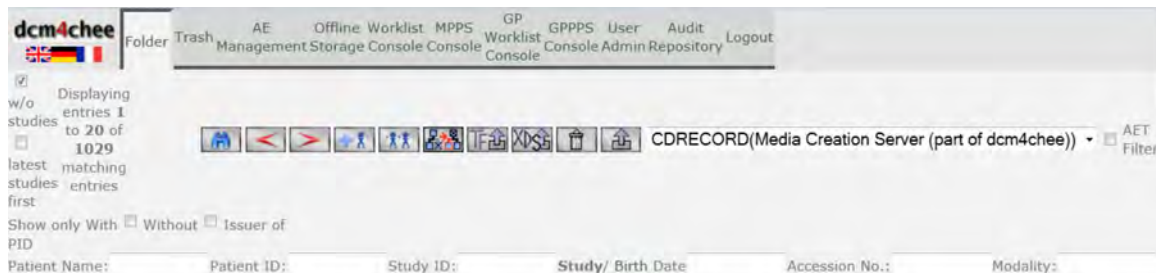 dcm4chee
Folder
Trash
AE
Management
Offline
Storage
Worklist
Console
MPPS
Console
GP
Worklist
Console
GPPPS
Console
User
Admin
Audit
Repository
Logout
w/o
studies
latest
studies
first
Displaying
entries 1
to 20 of
1029
matching
entries
TF
XDS
CDRECORD(Media Creation Server (part of dcm4chee))
AET
Filter
Show only With Without Issuer of
PID
Patient Name: Patient ID: Study ID: Study/ Birth Date Accession No.: Modality: